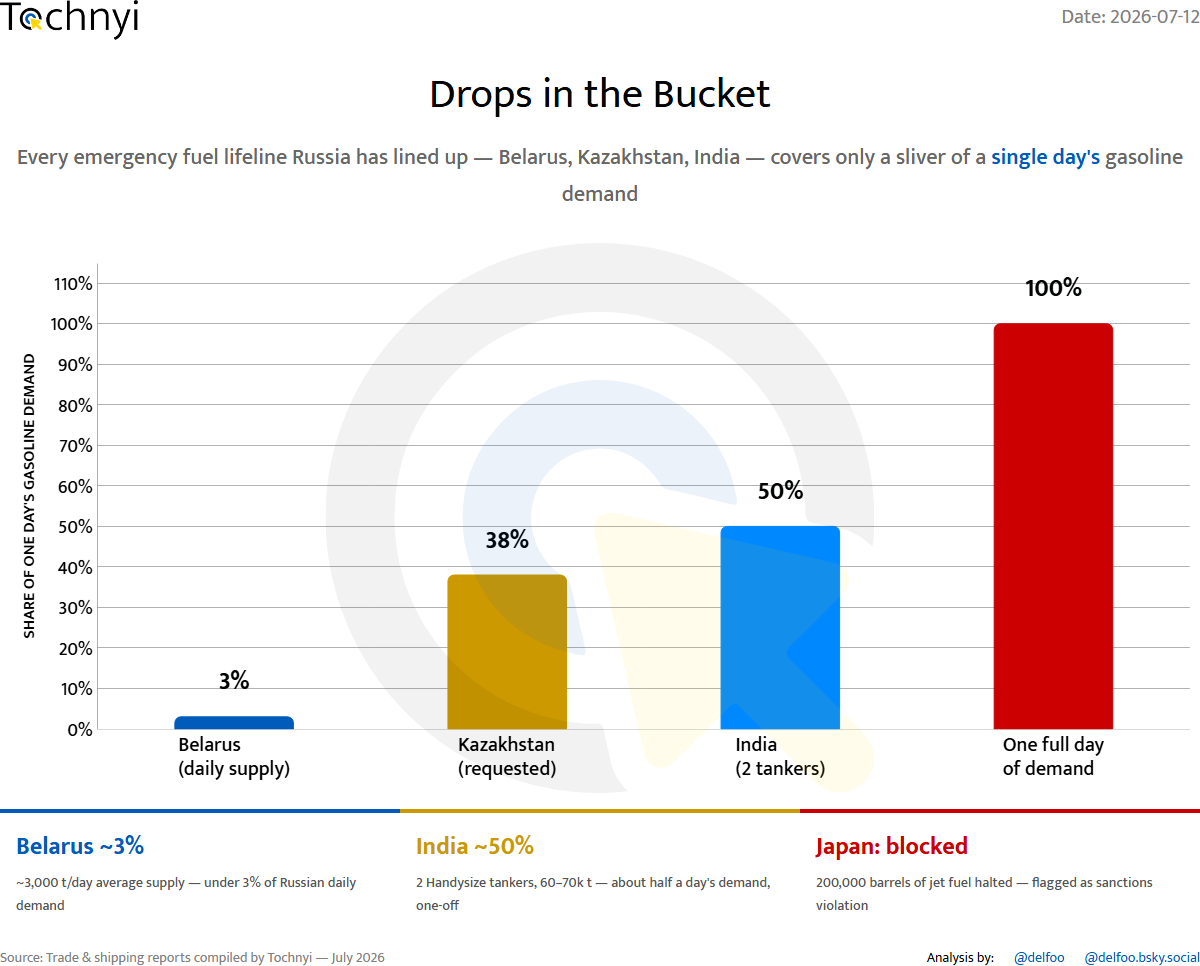 Tochnyi
Date: 2026-07-12
Drops in the Bucket
Every emergency fuel lifeline Russia has lined up — Belarus, Kazakhstan, India — covers only a sliver of a single day's gasoline
demand
SHARE OF ONE DAY'S GASOLINE DEMAND
110%
100%
90%
80%
70%
60%
50%
40%
30%
20%
10%
0%
3%
38%
50%
100%
Belarus
(daily supply)
Kazakhstan
(requested)
India
(2 tankers)
One full day
of demand
Belarus ~3%
~3,000 t/day average supply — under 3% of Russian daily
demand
India ~50%
2 Handysize tankers, 60–70k t — about half a day's demand,
one-off
Japan: blocked
200,000 barrels of jet fuel halted — flagged as sanctions
violation
Source: Trade & shipping reports compiled by Tochnyi — July 2026
Analysis by: @delfoo @delfoo.bsky.social